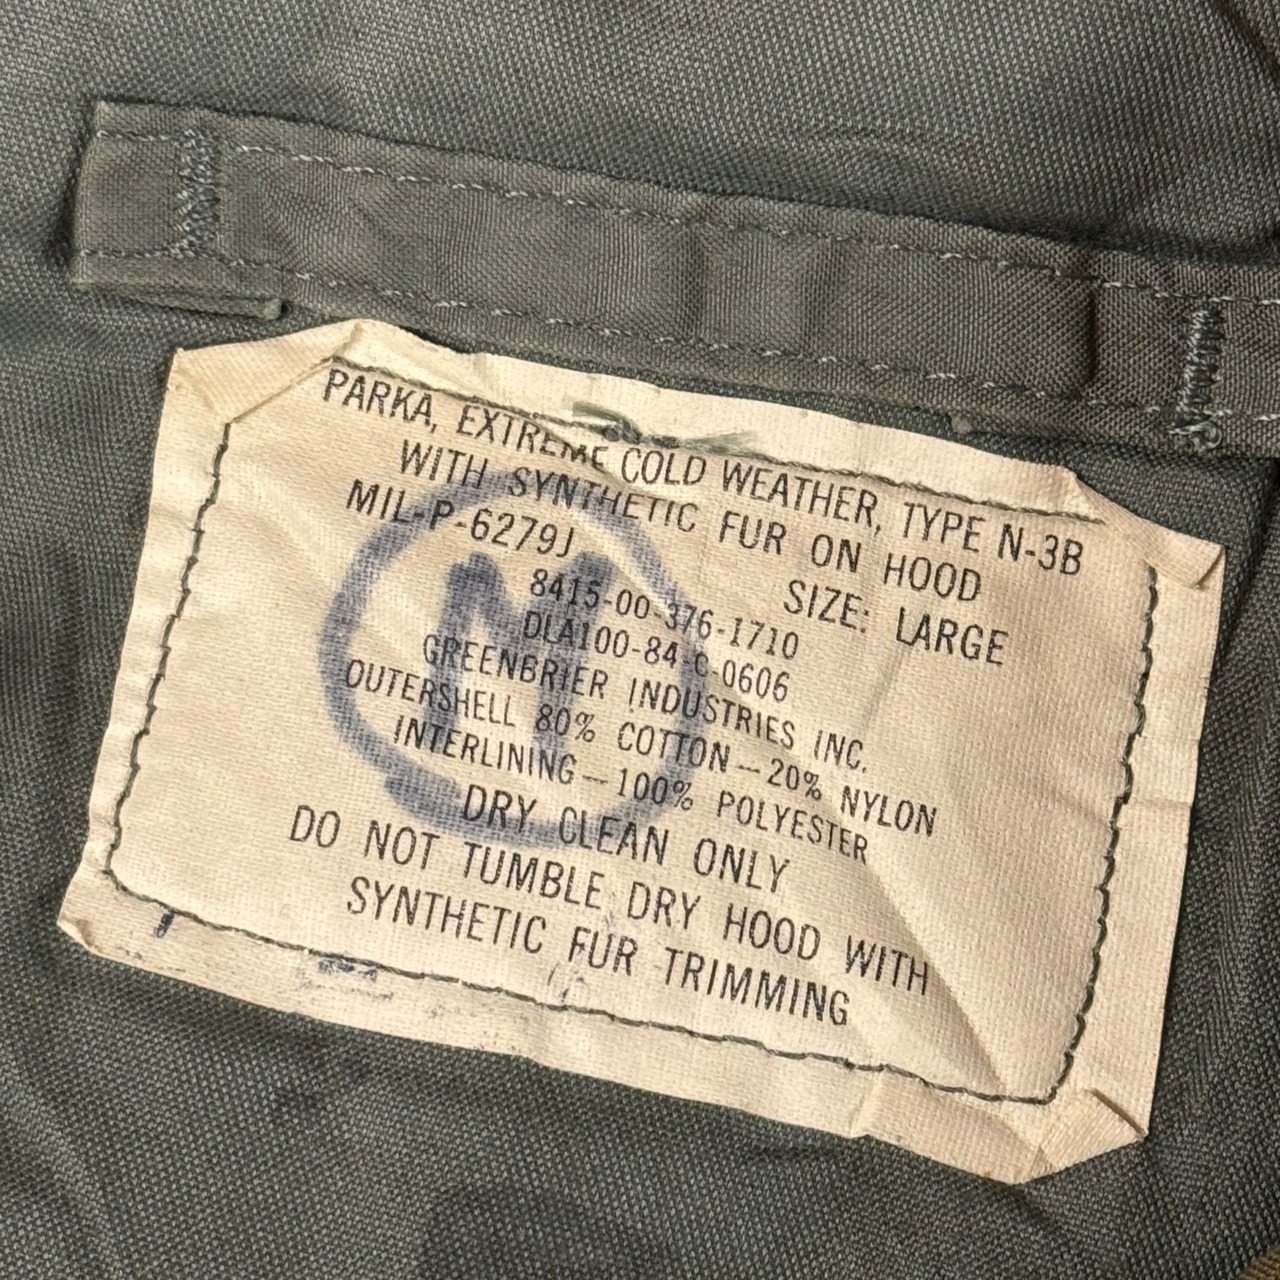 PARKA, EXTREME COLD WEATHER, TYPE N-3B
WITH SYNTHETIC FUR ON HOOD
MIL-P-6279J SIZE: LARGE
8415-00-376-1710
DLA100-84-C-0606
GREENBRIER INDUSTRIES INC.
OUTERSHELL 80% COTTON—20% NYLON
INTERLINING—100% POLYESTER
DRY CLEAN ONLY
DO NOT TUMBLE DRY HOOD WITH
SYNTHETIC FUR TRIMMING
M